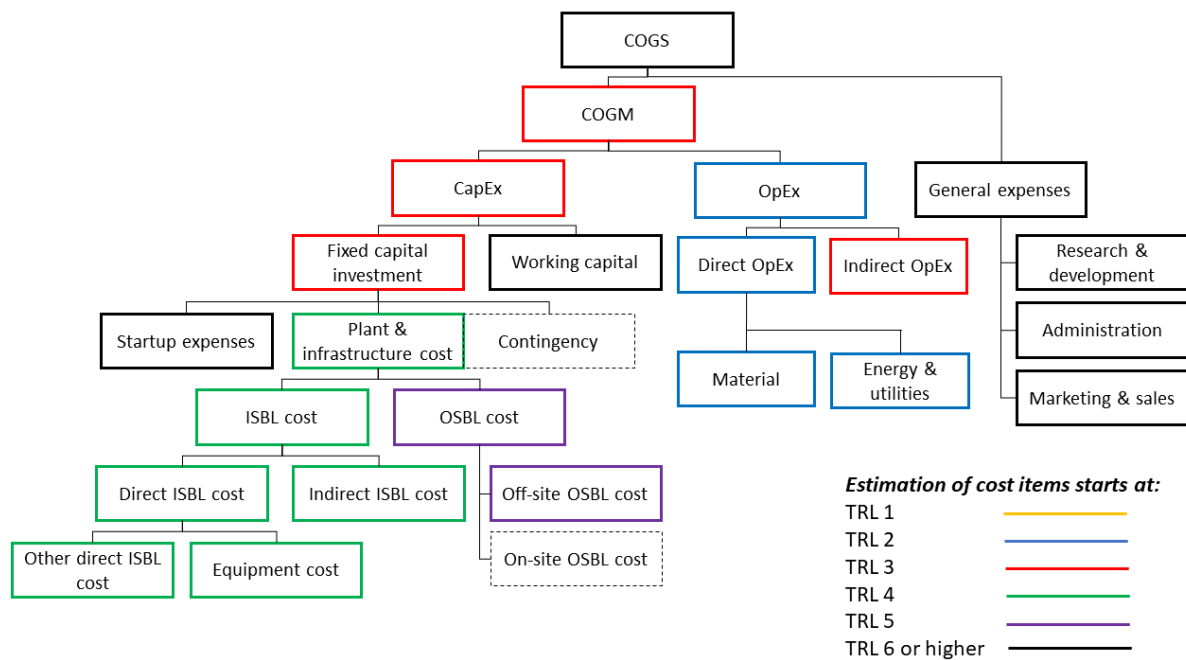 COGS
COGM
CapEx
OpEx
General expenses
Fixed capital
investment
Working capital
Direct OpEx
Indirect OpEx
Research &
development
Startup expenses
Plant &
infrastructure cost
Contingency
Administration
Material
Energy &
utilities
Marketing & sales
ISBL cost
OSBL cost
Direct ISBL cost
Indirect ISBL cost
Off-site OSBL cost
Other direct ISBL
cost
Equipment cost
On-site OSBL cost
Estimation of cost items starts at:
TRL 1
TRL 2
TRL 3
TRL 4
TRL 5
TRL 6 or higher